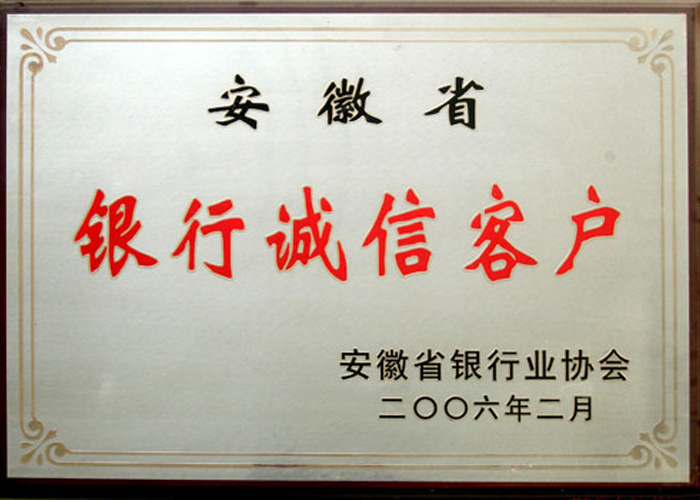 安徽省
银行诚信客户
安徽省银行业协会
二〇〇六年二月